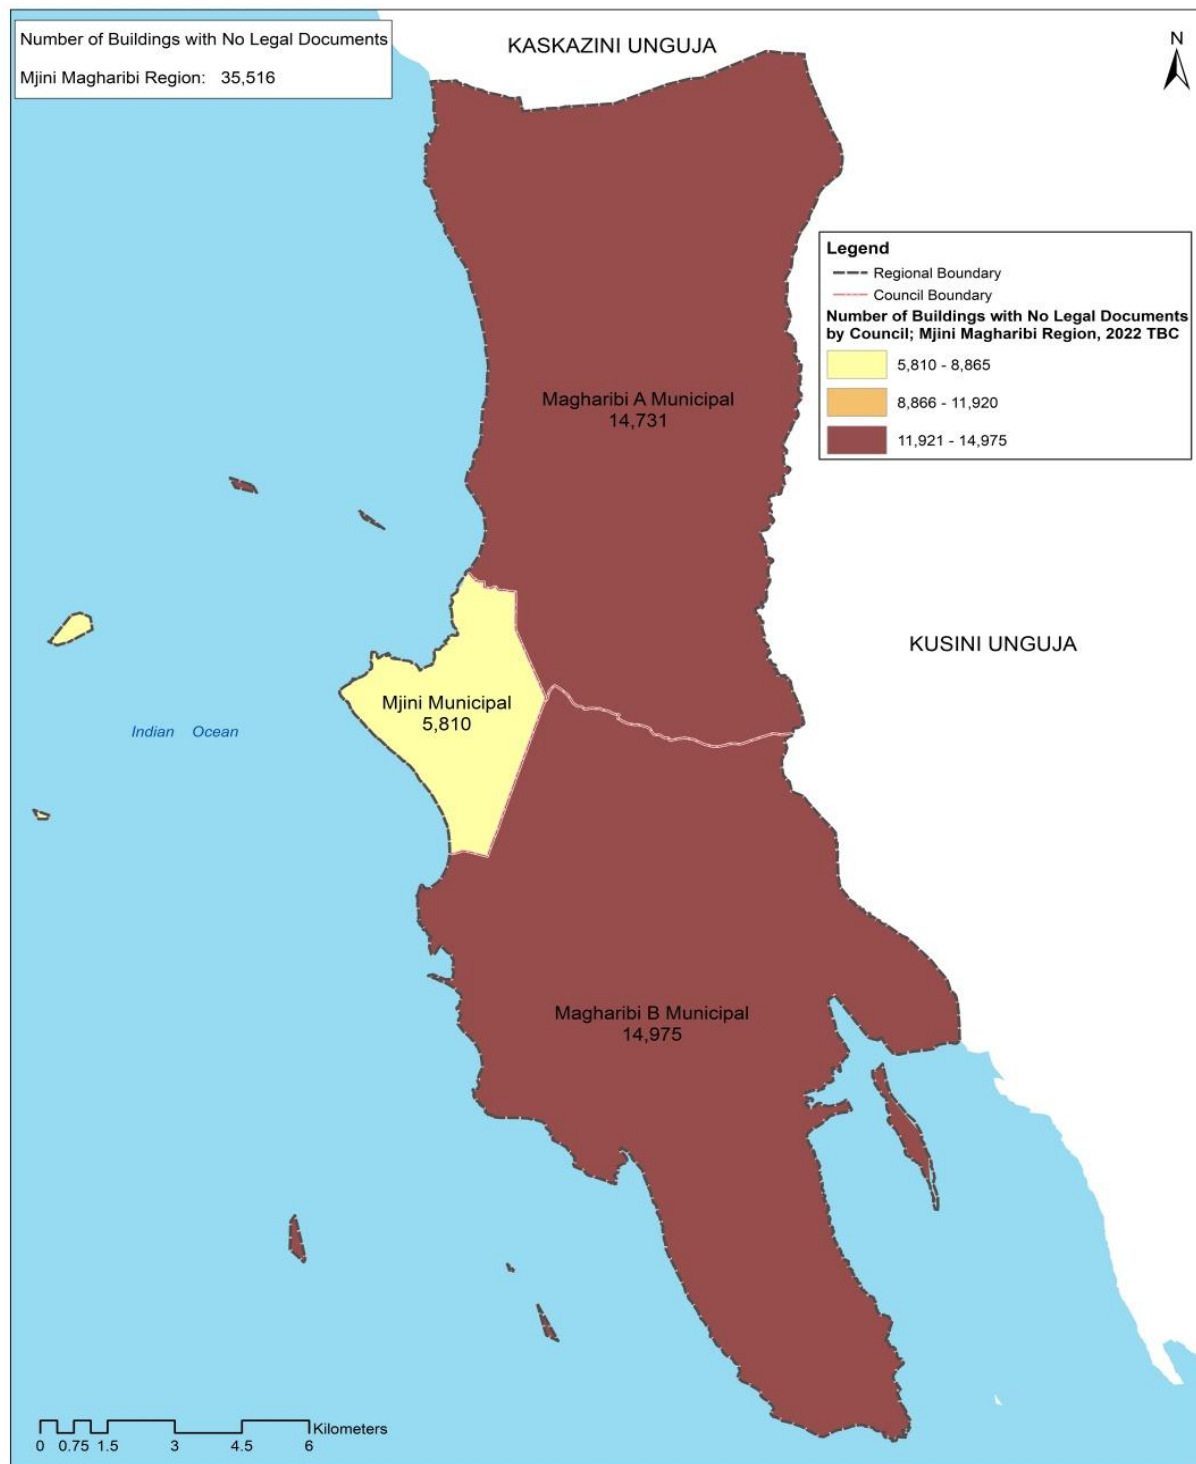 Number of Buildings with No Legal Documents
Mjini Magharibi Region: 35,516
KASKAZINI UNGUJA
N
Legend
Regional Boundary
Council Boundary
Number of Buildings with No Legal Documents
by Council; Mjini Magharibi Region, 2022 TBC
5,810 - 8,865
8,866 - 11,920
11,921 - 14,975
Magharibi A Municipal
14,731
KUSINI UNGUJA
Mjini Municipal
5,810
Indian Ocean
Magharibi B Municipal
14,975
Kilometers
0 0.75 1.5 3 4.5 6